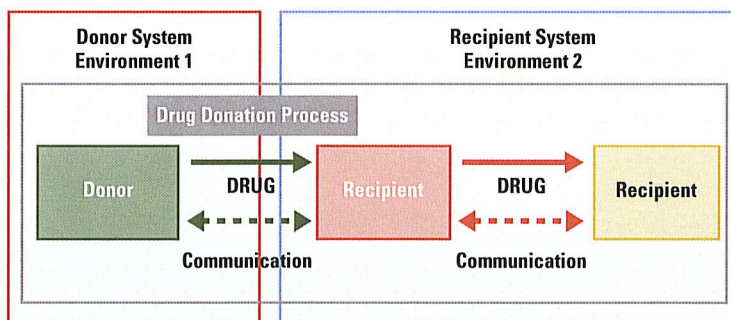 Donor System
Environment 1
Recipient System
Environment 2
Drug Donation Process
Donor
DRUG
Recipient
DRUG
Recipient
Communication
Communication